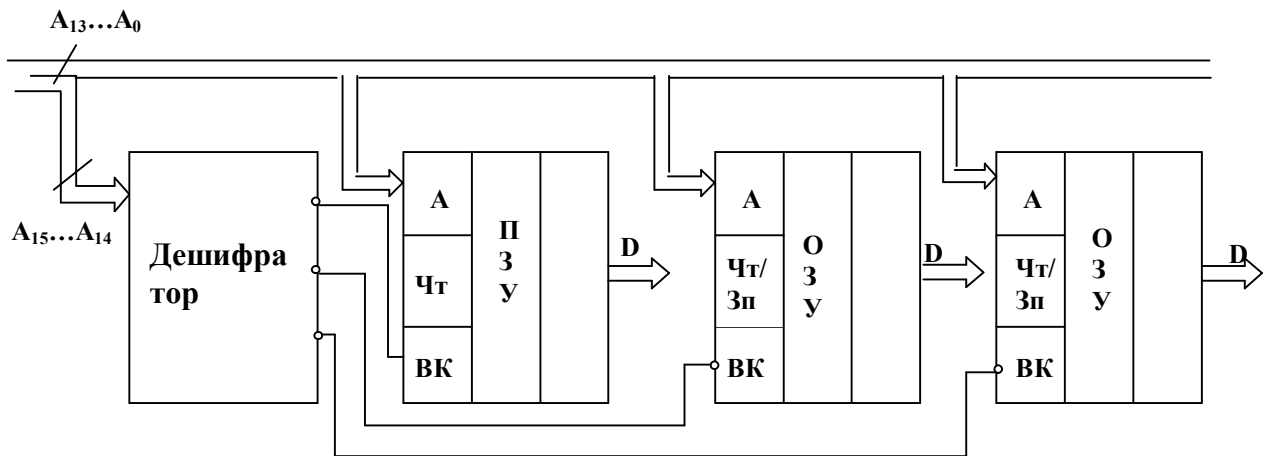 A₁₃...A₀
A₁₅...A₁₄
Дешифра
тор
А
Чт
ВК
П
З
У
D
А
Чт/
Зп
ВК
О
З
У
D
А
Чт/
Зп
ВК
О
З
У
D